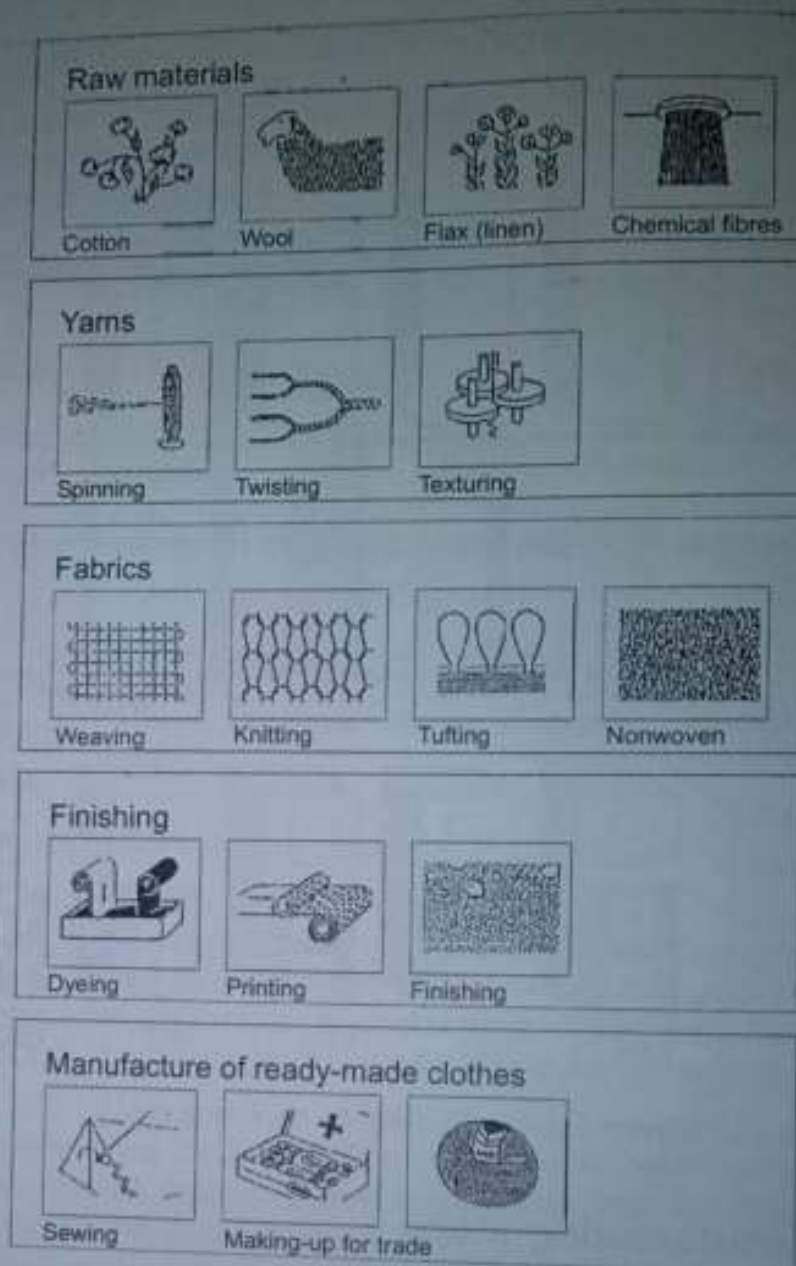 Raw materials
Cotton
Wool
Flax (linen)
Chemical fibres
Yarns
Spinning
Twisting
Texturing
Fabrics
Weaving
Knitting
Tufting
Nonwoven
Finishing
Dyeing
Printing
Finishing
Manufacture of ready-made clothes
Sewing
Making-up for trade